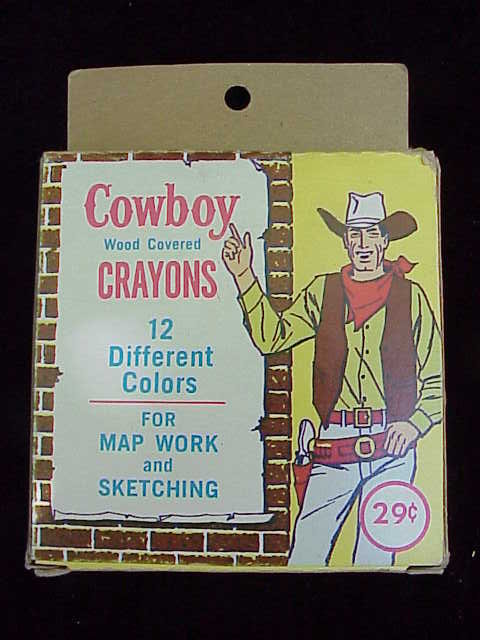 Cowboy
Wood Covered
CRAYONS
12
Different
Colors
FOR
MAP WORK
and
SKETCHING
29¢